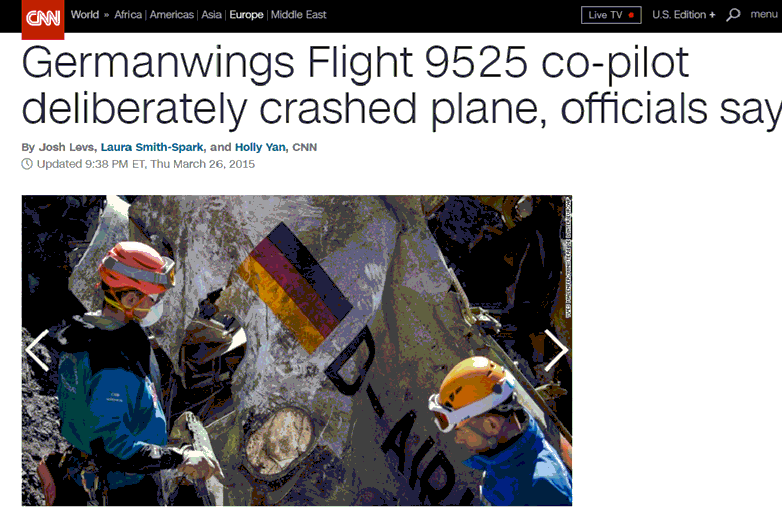 CNN World » Africa | Americas | Asia | Europe | Middle East Live TV U.S. Edition + menu
Germanwings Flight 9525 co-pilot
deliberately crashed plane, officials say
By Josh Levs, Laura Smith-Spark, and Holly Yan, CNN
Updated 9:38 PM ET, Thu March 26, 2015
D-AIP